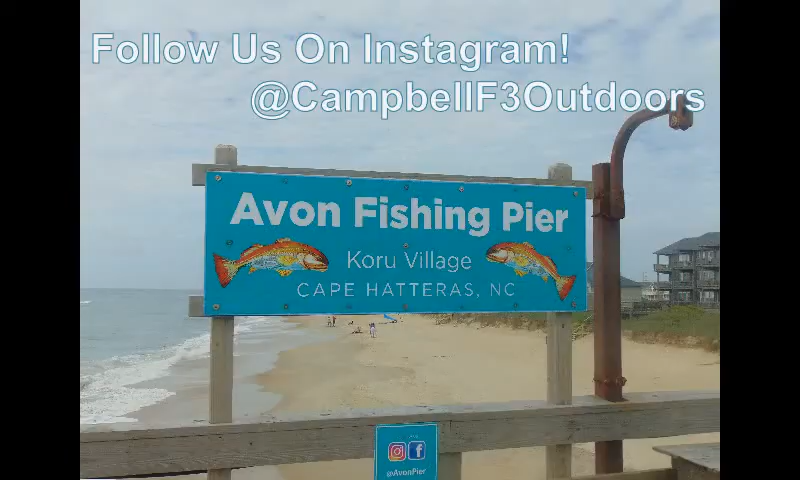 Follow Us On Instagram!
@CampbellF3Outdoors
Avon Fishing Pier
Koru Village
CAPE HATTERAS, NC
@AvonPier